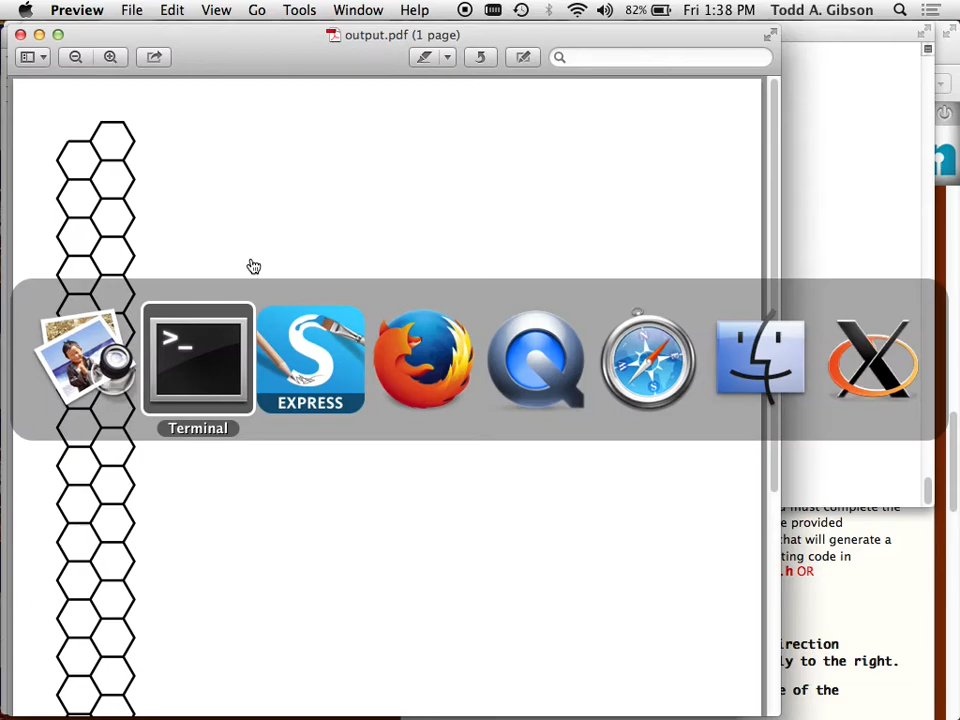 Preview File Edit View Go Tools Window Help 82% Fri 1:38 PM Todd A. Gibson
output.pdf (1 page)
>_
S
EXPRESS
X
Terminal
n
must complete the
e provided
that will generate a
ting code in
.h OR
irection
ly to the right.
e of the